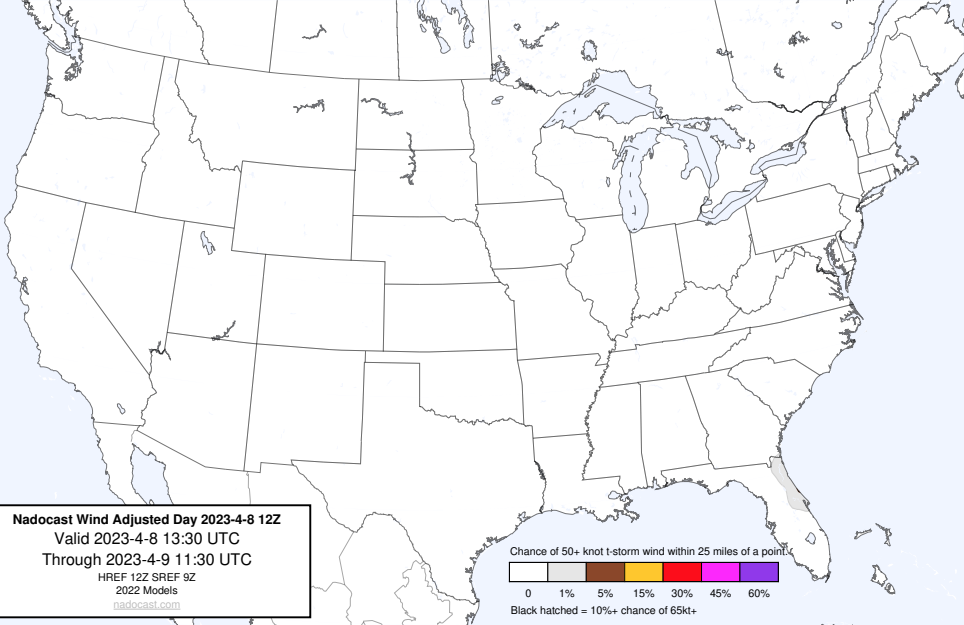 Nadocast Wind Adjusted Day 2023-4-8 12Z
Valid 2023-4-8 13:30 UTC
Through 2023-4-9 11:30 UTC
HREF 12Z SREF 9Z
2022 Models
nadocast.com
Chance of 50+ knot t-storm wind within 25 miles of a point.
0 1% 5% 15% 30% 45% 60%
Black hatched = 10%+ chance of 65kt+